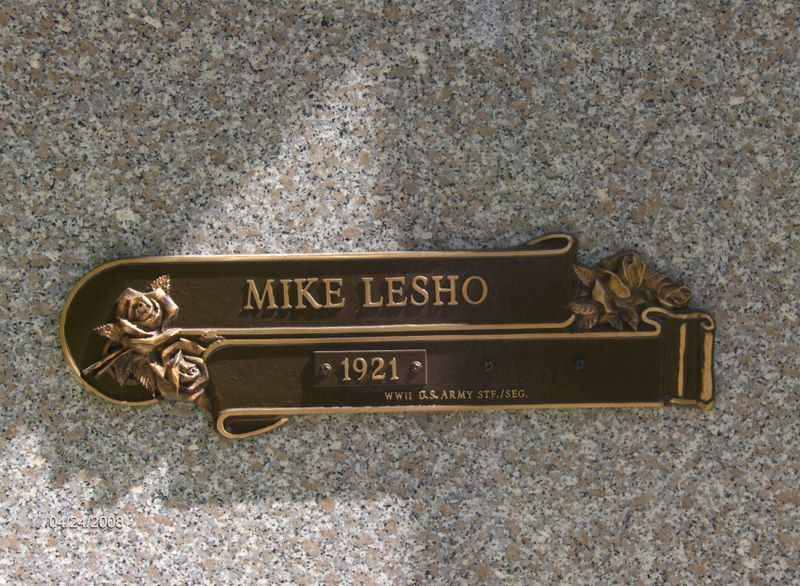 MIKE LESHO
1921
WWII U.S. ARMY STF./SEG.
04/24/2008